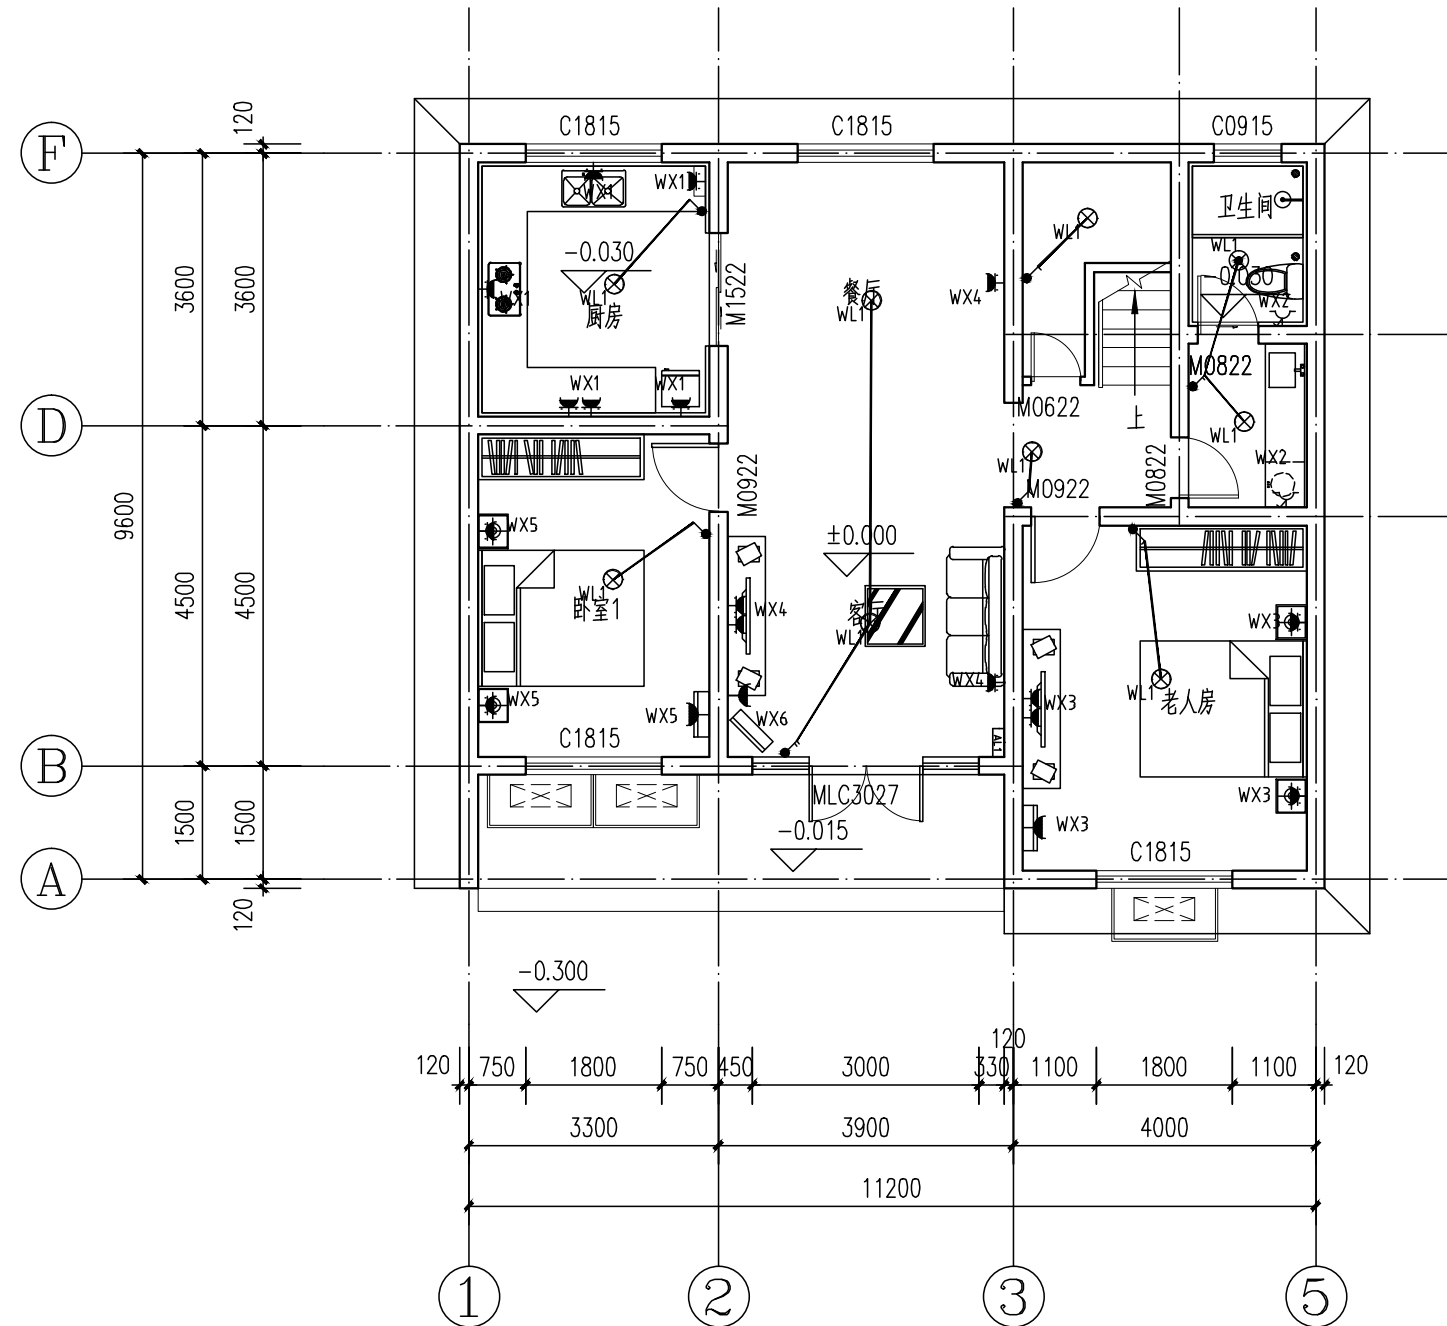 C1815
C1815
C0915
F
120
WX1
WX1
卫生间
-0.030
WL1
WL1
WX1
WL1
厨房
M1522
餐厅
WL1
WX4
-0.030
WX2
3600
3600
WX1
WX1
M0822
M0622
上
D
WL1
WL1
WX2
M0922
M0922
M0822
9600
WX5
±0.000
4500
4500
WL1
卧室1
WX4
客厅
WL1
WX3
WX5
WX5
WX6
WX4
WL1
老人房
WX3
C1815
AL1
B
MLC3027
WX3
WX3
-0.015
1500
1500
C1815
A
120
-0.300
120
120
750
1800
750
450
3000
330
1100
1800
1100
120
3300
3900
4000
11200
1
2
3
5